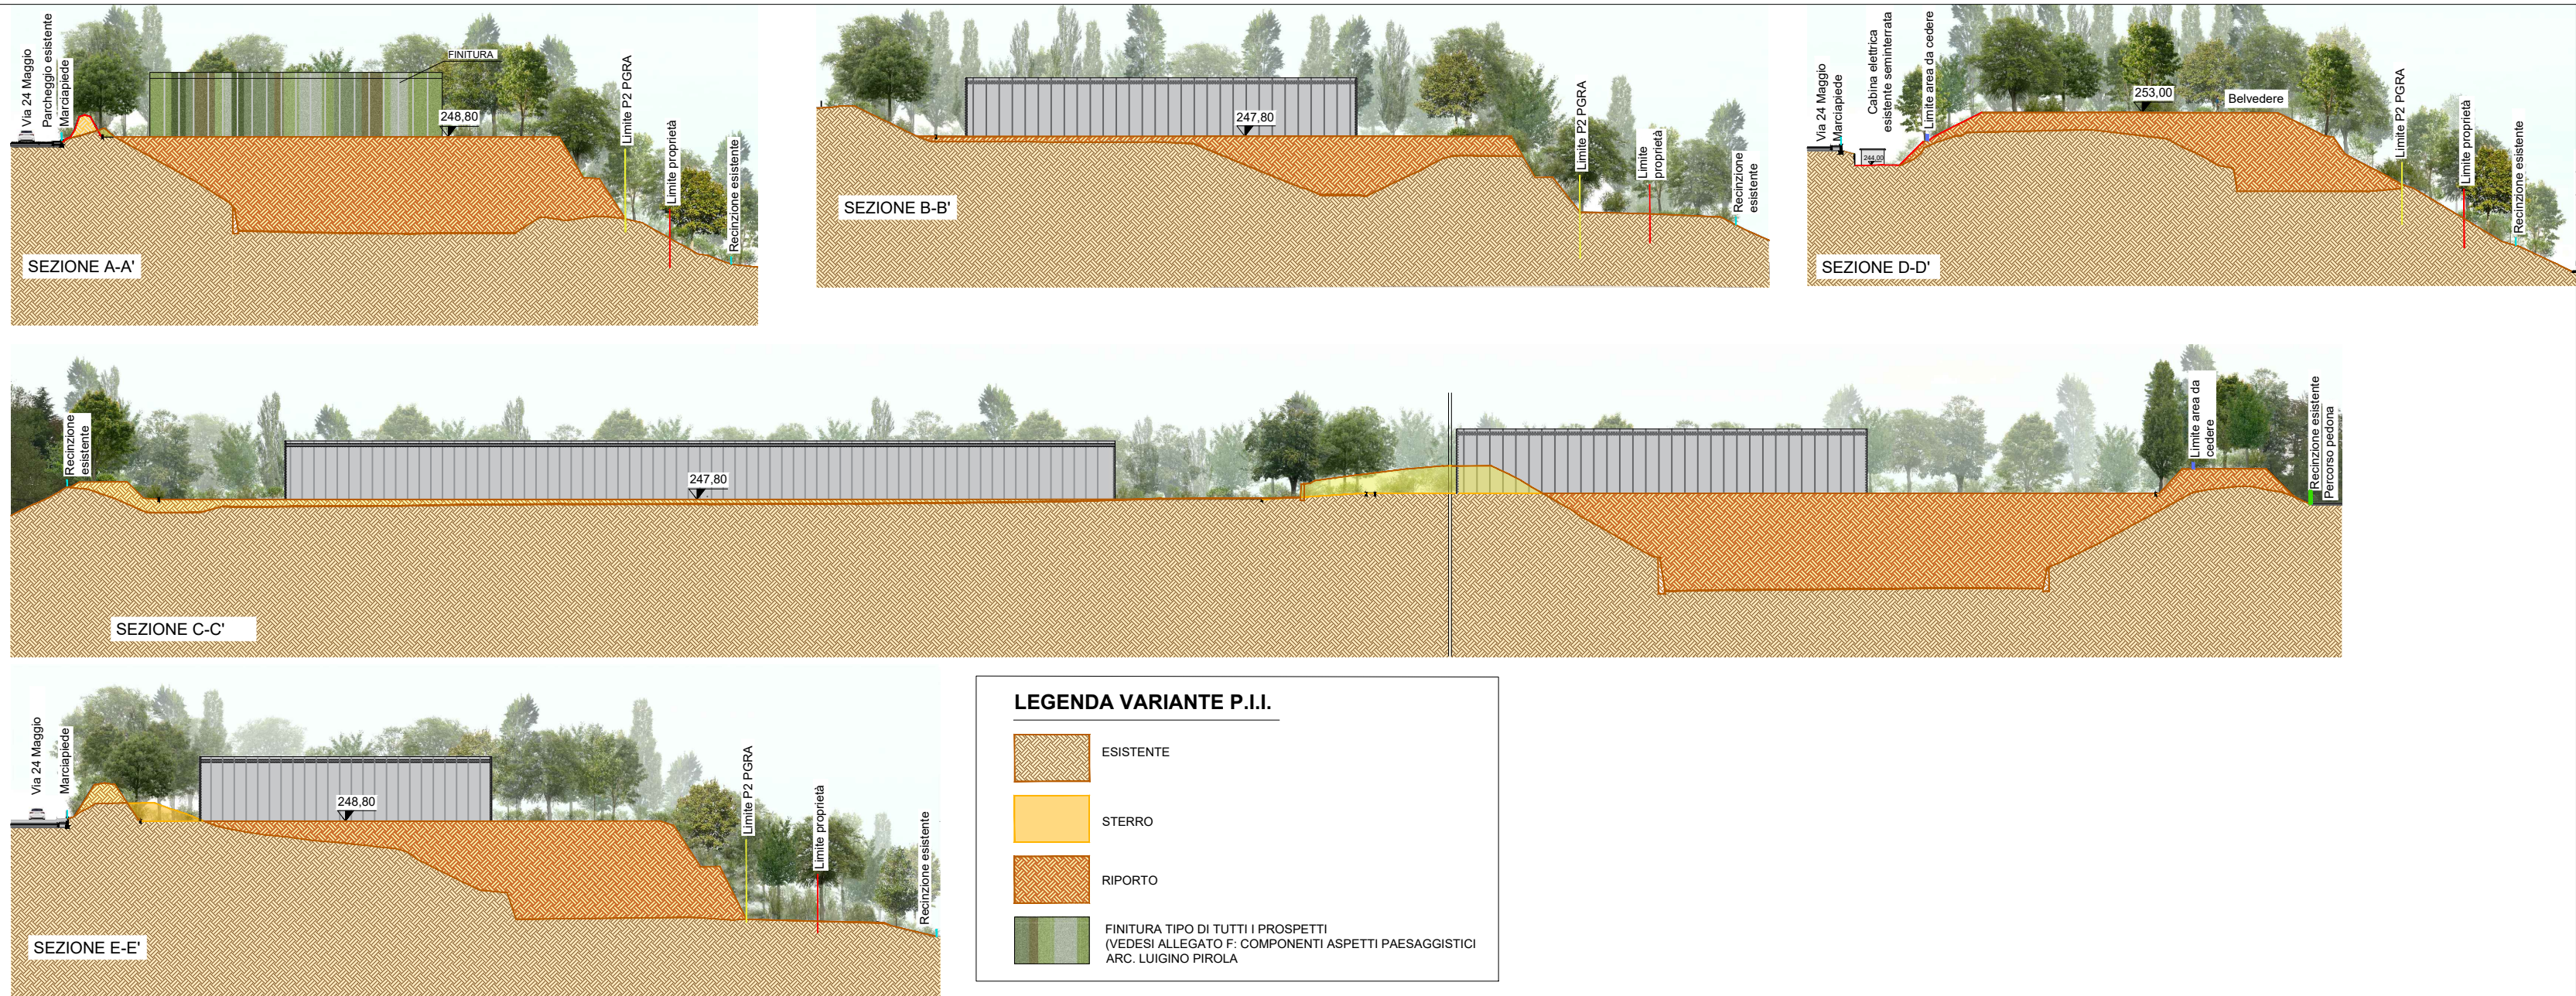 Via 24 Maggio
Parcheggio esistente
Marciapiede
FINITURA
248,80
Limite P2 PGRA
Limite proprietà
Recinzione esistente
SEZIONE A-A'
247,80
Limite P2 PGRA
Limite
proprietà
Recinzione
esistente
SEZIONE B-B'
Via 24 Maggio
Marciapiede
Cabina elettrica
esistente seminterrata
244,00
Limite area da cedere
253,00
Belvedere
Limite P2 PGRA
Limite proprietà
Recinzione esistente
SEZIONE D-D'
Recinzione
esistente
247,80
Limite area da
cedere
Recinzione esistente
Percorso pedona
SEZIONE C-C'
Via 24 Maggio
Marciapiede
248,80
Limite P2 PGRA
Limite proprietà
Recinzione esistente
SEZIONE E-E'
LEGENDA VARIANTE P.I.I.
ESISTENTE
STERRO
RIPORTO
FINITURA TIPO DI TUTTI I PROSPETTI
(VEDESI ALLEGATO F: COMPONENTI ASPETTI PAESAGGISTICI
ARC. LUIGINO PIROLA